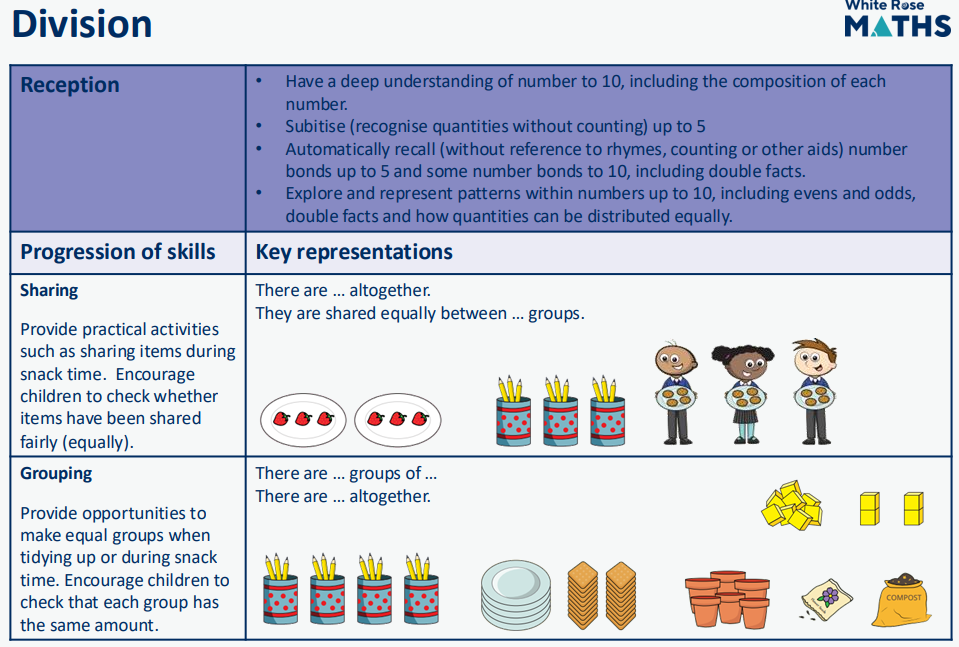 Division
White Rose
MATHS
Reception
• Have a deep understanding of number to 10, including the composition of each
number.
• Subitise (recognise quantities without counting) up to 5
• Automatically recall (without reference to rhymes, counting or other aids) number
bonds up to 5 and some number bonds to 10, including double facts.
• Explore and represent patterns within numbers up to 10, including evens and odds,
double facts and how quantities can be distributed equally.
Progression of skills
Key representations
Sharing
Provide practical activities
such as sharing items during
snack time. Encourage
children to check whether
items have been shared
fairly (equally).
There are ... altogether.
They are shared equally between ... groups.
Grouping
Provide opportunities to
make equal groups when
tidying up or during snack
time. Encourage children to
check that each group has
the same amount.
There are ... groups of ...
There are ... altogether.
COMPOST